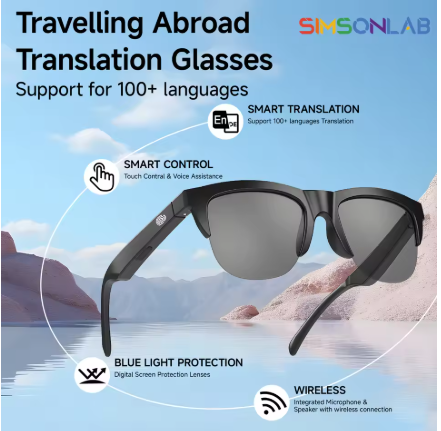 Travelling Abroad
SIMSONLAB
Translation Glasses
Support for 100+ languages
SMART TRANSLATION
Support 100+ languages Translation
En
DE
SMART CONTROL
Touch Control & Voice Assistance
BLUE LIGHT PROTECTION
Digital Screen Protection Lenses
WIRELESS
Integrated Microphone &
Speaker with wireless connection